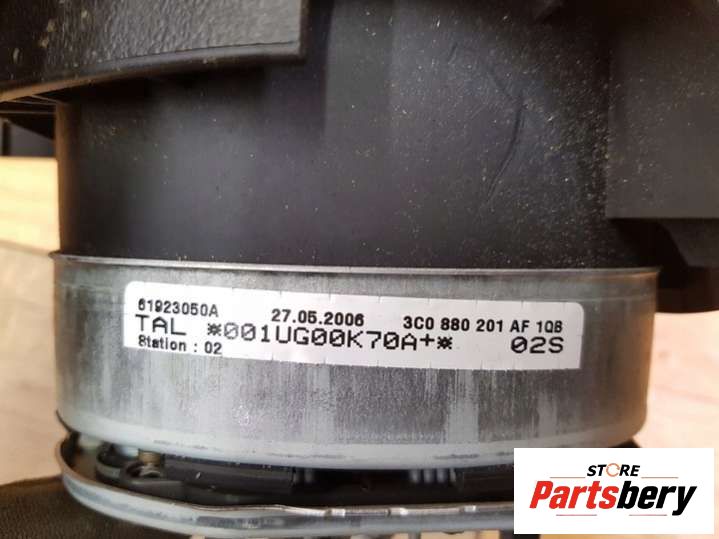 61923050A 27.05.2006 3C0 880 201 AF 1QB
TAL *001UG00K70A+* 02S
Station : 02
STORE
Partsbery